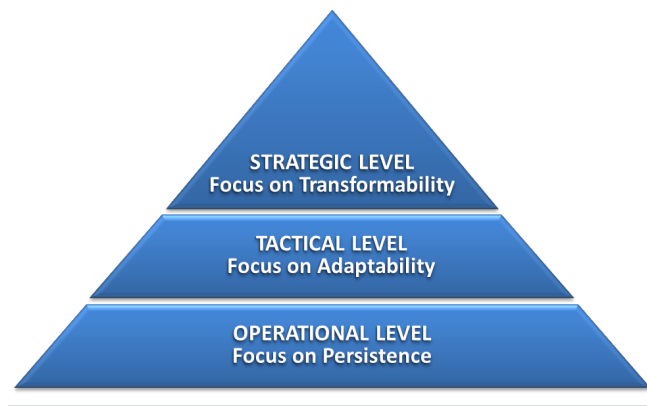 STRATEGIC LEVEL
Focus on Transformability
TACTICAL LEVEL
Focus on Adaptability
OPERATIONAL LEVEL
Focus on Persistence